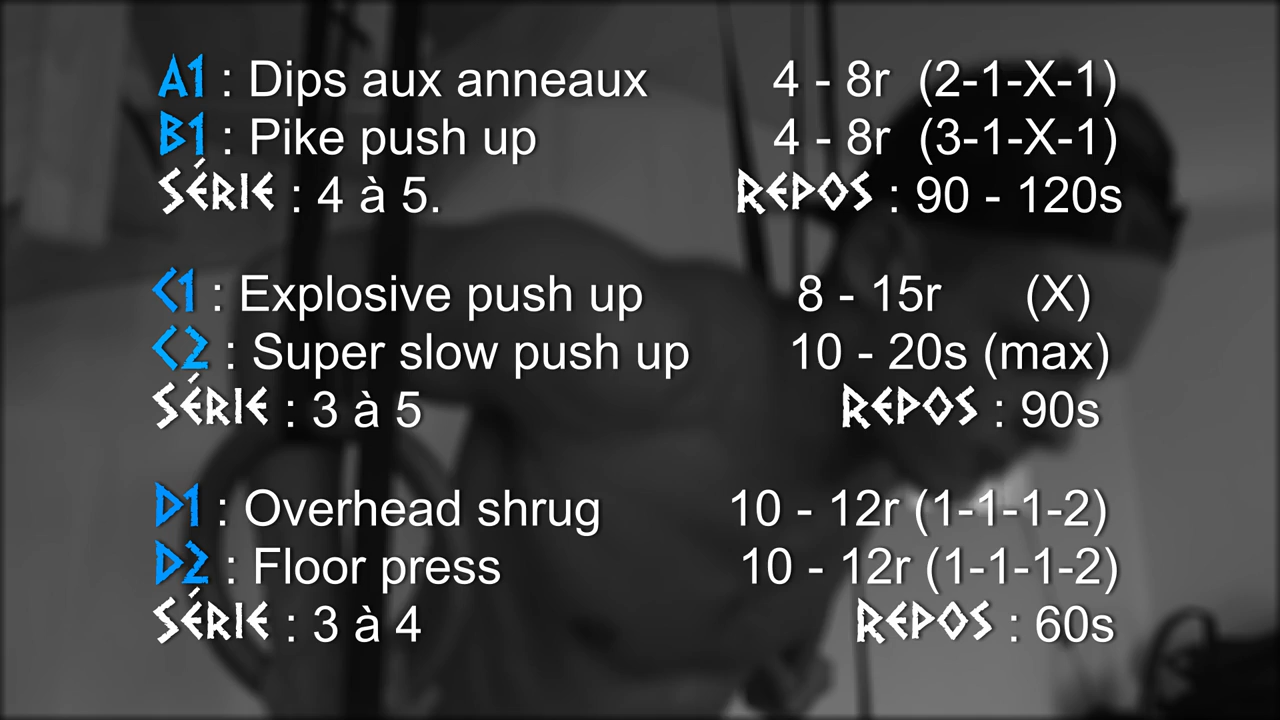 A1 : Dips aux anneaux 4 - 8r (2-1-X-1)
B1 : Pike push up 4 - 8r (3-1-X-1)
SÉRIE : 4 à 5. REPOS : 90 - 120s
C1 : Explosive push up 8 - 15r (X)
C2 : Super slow push up 10 - 20s (max)
SÉRIE : 3 à 5 REPOS : 90s
D1 : Overhead shrug 10 - 12r (1-1-1-2)
D2 : Floor press 10 - 12r (1-1-1-2)
SÉRIE : 3 à 4 REPOS : 60s